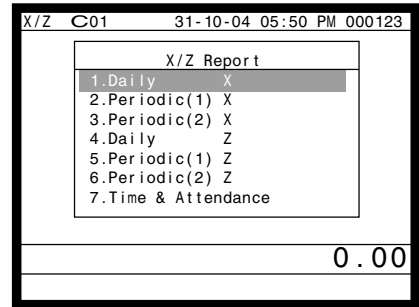 X/Z C01 31-10-04 05:50 PM 000123
X/Z Report
1.Daily X
2.Periodic(1) X
3.Periodic(2) X
4.Daily Z
5.Periodic(1) Z
6.Periodic(2) Z
7.Time & Attendance
0.00